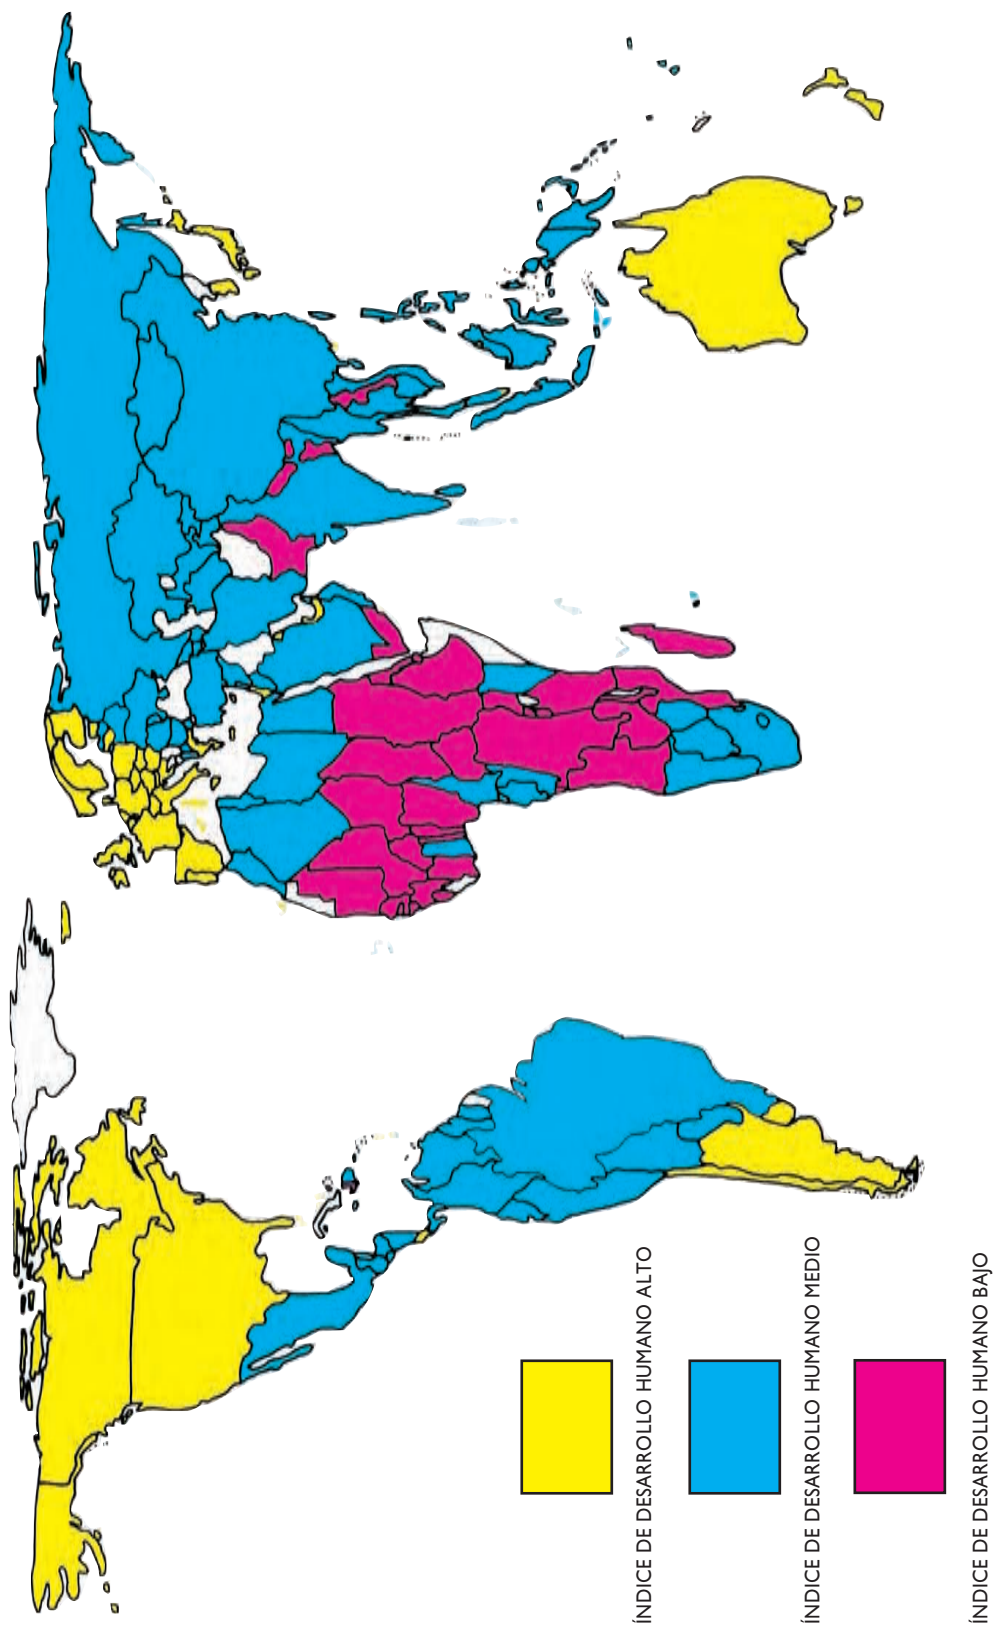 ÍNDICE DE DESARROLLO HUMANO ALTO
ÍNDICE DE DESARROLLO HUMANO MEDIO
ÍNDICE DE DESARROLLO HUMANO BAJO